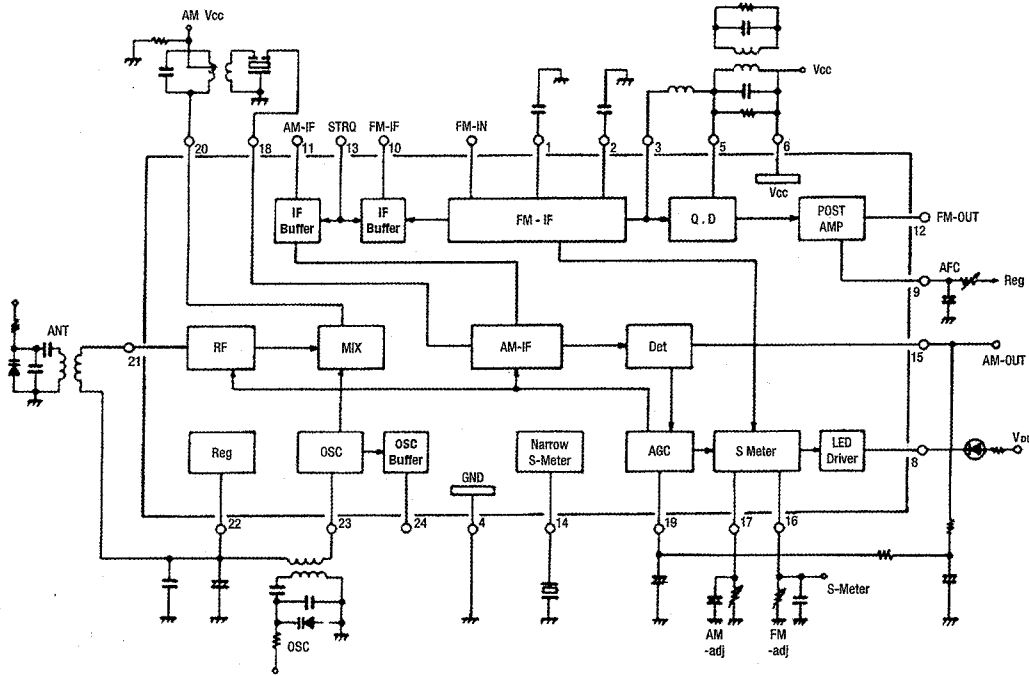 AM Vcc
Vcc
AM-IF
STRQ
FM-IF
FM-IN
20
18
11
13
10
1
2
3
5
6
Vcc
IF
Buffer
IF
Buffer
FM - IF
Q.D
POST
AMP
FM-OUT
12
AFC
9
Reg
ANT
21
RF
MIX
AM-IF
Det
15
AM-OUT
Reg
OSC
OSC
Buffer
Narrow
S-Meter
AGC
S Meter
LED
Driver
8
GND
22
23
24
4
14
19
17
16
S-Meter
AM
-adj
FM
-adj
OSC